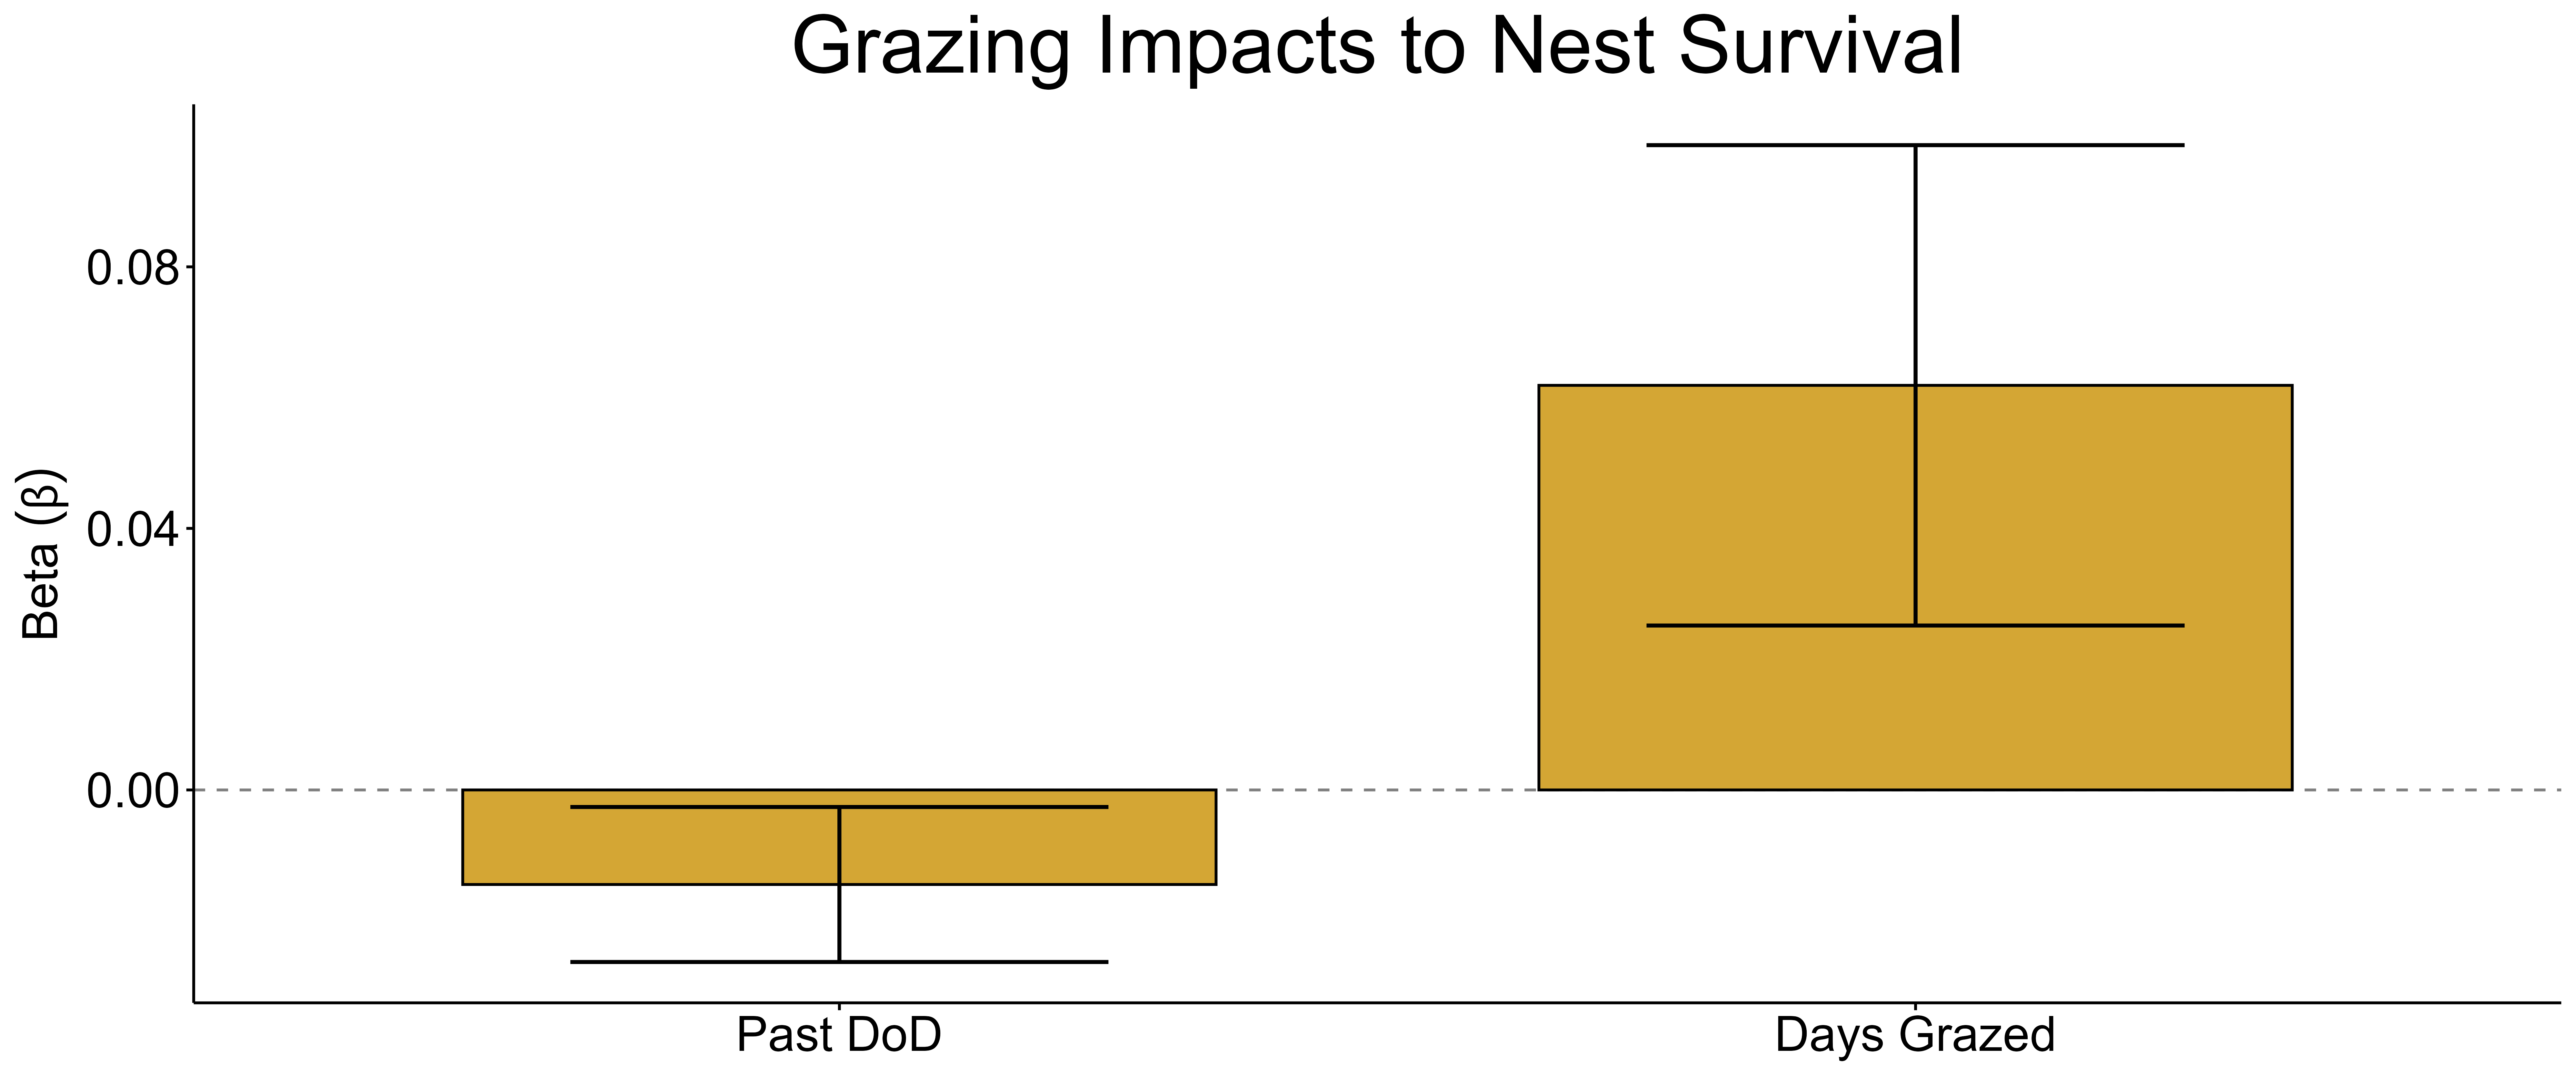 Grazing Impacts to Nest Survival
Beta (β)
0.08
0.04
0.00
Past DoD
Days Grazed